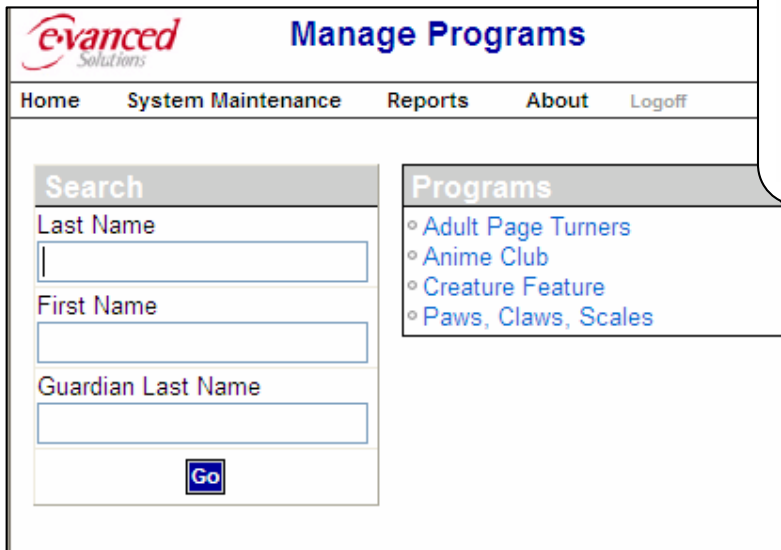 e·vanced
Solutions
Manage Programs
Home System Maintenance Reports About Logoff
Search
Last Name
First Name
Guardian Last Name
Go
Programs
Adult Page Turners
Anime Club
Creature Feature
Paws, Claws, Scales